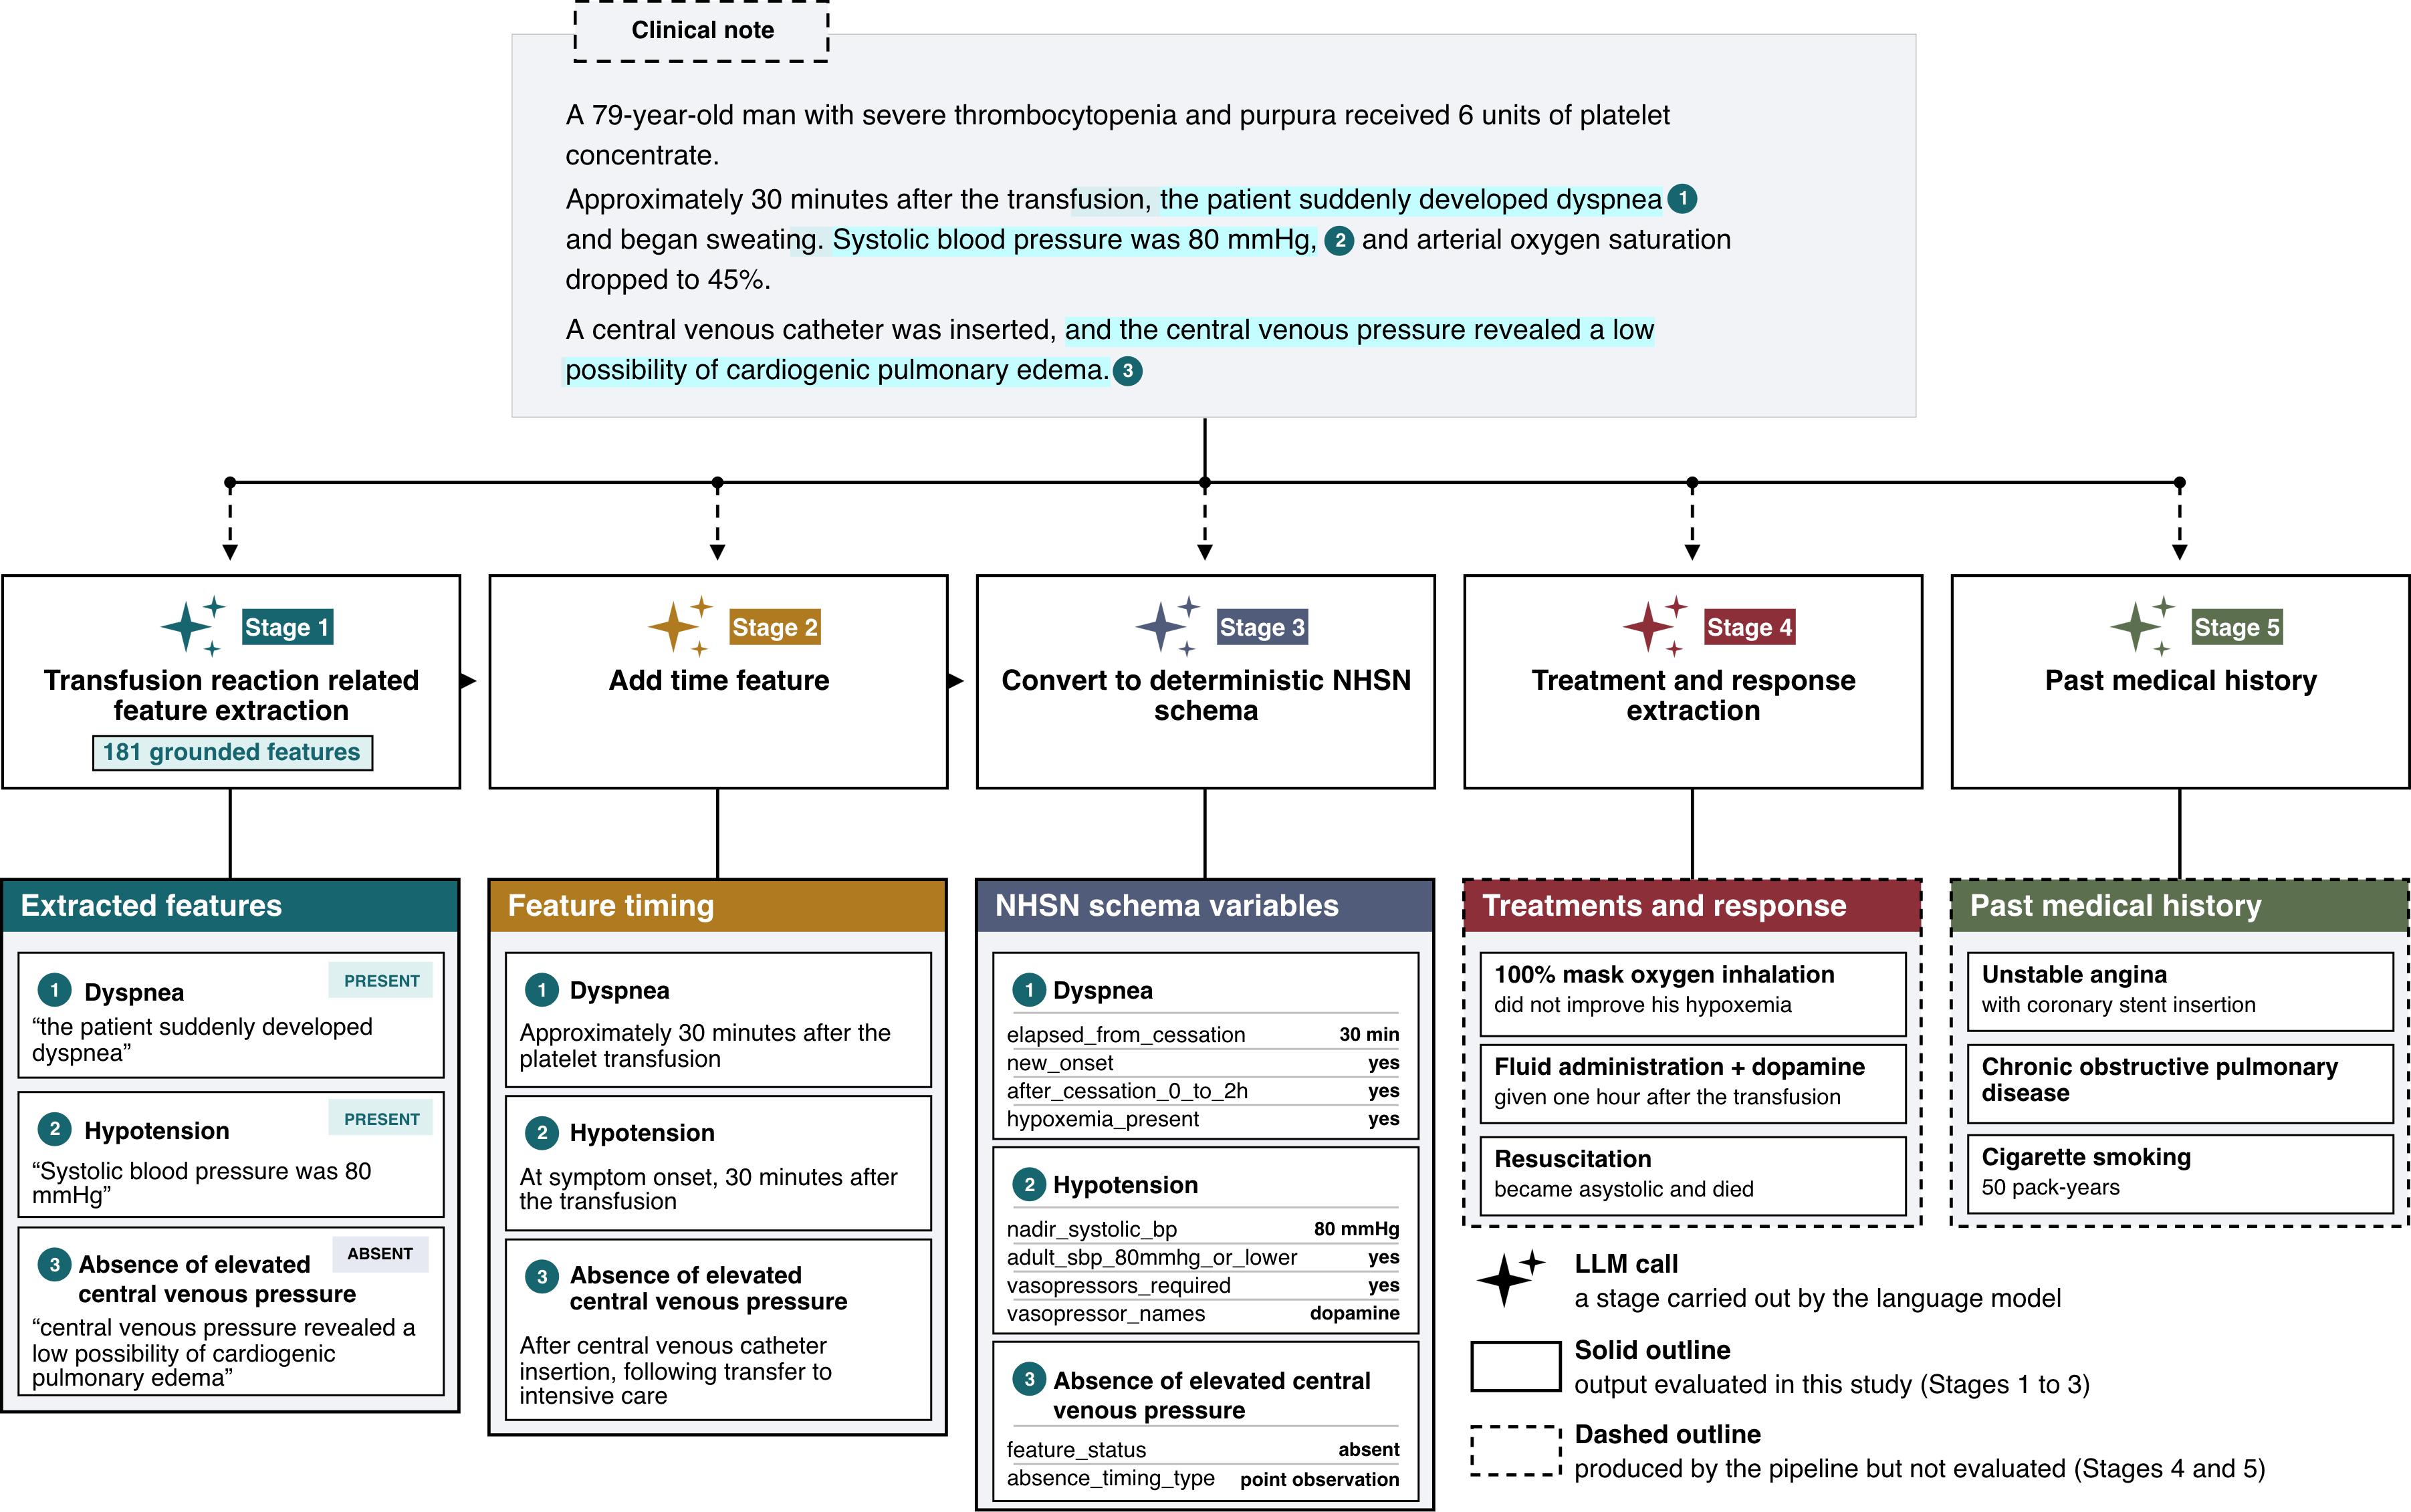 Clinical note
A 79-year-old man with severe thrombocytopenia and purpura received 6 units of platelet
concentrate.
Approximately 30 minutes after the transfusion, the patient suddenly developed dyspnea 1
and began sweating. Systolic blood pressure was 80 mmHg, 2 and arterial oxygen saturation
dropped to 45%.
A central venous catheter was inserted, and the central venous pressure revealed a low
possibility of cardiogenic pulmonary edema. 3
Stage 1
Transfusion reaction related
feature extraction
181 grounded features
Stage 2
Add time feature
Stage 3
Convert to deterministic NHSN
schema
Stage 4
Treatment and response
extraction
Stage 5
Past medical history
Extracted features
1 Dyspnea PRESENT
“the patient suddenly developed
dyspnea”
2 Hypotension PRESENT
“Systolic blood pressure was 80
mmHg”
3 Absence of elevated ABSENT
central venous pressure
“central venous pressure revealed a
low possibility of cardiogenic
pulmonary edema”
Feature timing
1 Dyspnea
Approximately 30 minutes after the
platelet transfusion
2 Hypotension
At symptom onset, 30 minutes after
the transfusion
3 Absence of elevated
central venous pressure
After central venous catheter
insertion, following transfer to
intensive care
NHSN schema variables
1 Dyspnea
elapsed_from_cessation 30 min
new_onset yes
after_cessation_0_to_2h yes
hypoxemia_present yes
2 Hypotension
nadir_systolic_bp 80 mmHg
adult_sbp_80mmhg_or_lower yes
vasopressors_required yes
vasopressor_names dopamine
3 Absence of elevated central
venous pressure
feature_status absent
absence_timing_type point observation
Treatments and response
100% mask oxygen inhalation
did not improve his hypoxemia
Fluid administration + dopamine
given one hour after the transfusion
Resuscitation
became asystolic and died
Past medical history
Unstable angina
with coronary stent insertion
Chronic obstructive pulmonary
disease
Cigarette smoking
50 pack-years
LLM call
a stage carried out by the language model
Solid outline
output evaluated in this study (Stages 1 to 3)
Dashed outline
produced by the pipeline but not evaluated (Stages 4 and 5)